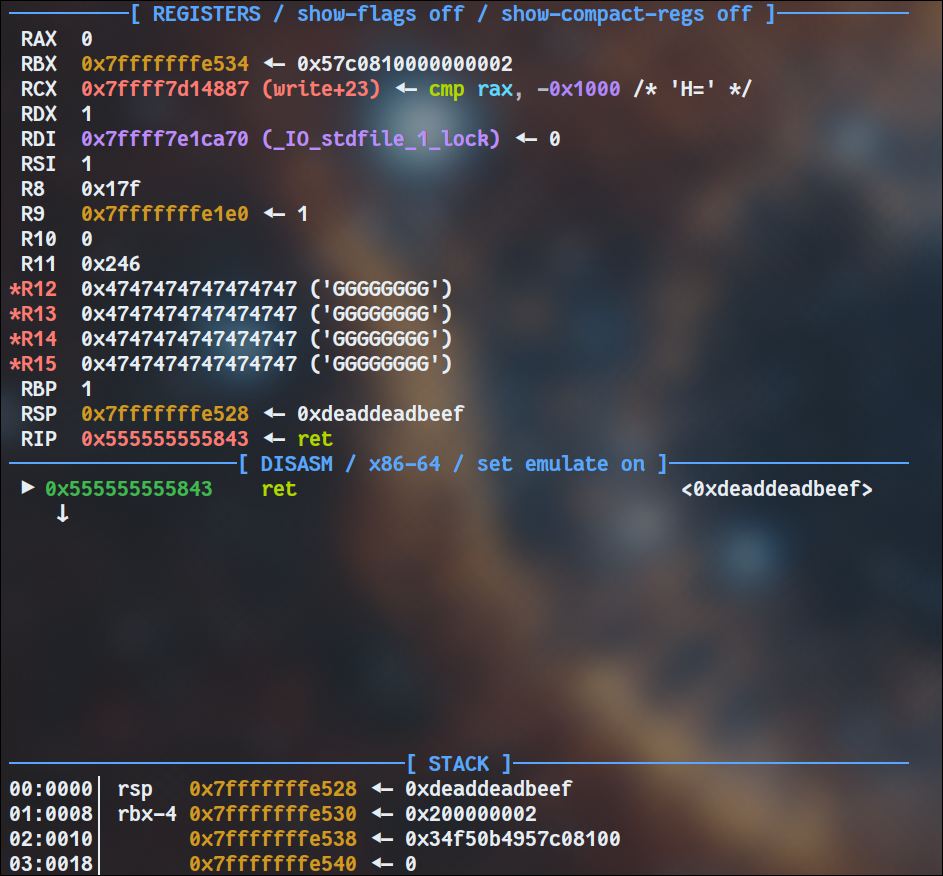 [ REGISTERS / show-flags off / show-compact-regs off ]
RAX 0
RBX 0x7fffffffe534 ◂— 0x57c0810000000002
RCX 0x7ffff7d14887 (write+23) ◂— cmp rax, -0x1000 /* 'H=' */
RDX 1
RDI 0x7ffff7e1ca70 (_IO_stdfile_1_lock) ◂— 0
RSI 1
R8 0x17f
R9 0x7fffffffe1e0 ◂— 1
R10 0
R11 0x246
*R12 0x4747474747474747 ('GGGGGGGG')
*R13 0x4747474747474747 ('GGGGGGGG')
*R14 0x4747474747474747 ('GGGGGGGG')
*R15 0x4747474747474747 ('GGGGGGGG')
RBP 1
RSP 0x7fffffffe528 ◂— 0xdeaddeadbeef
RIP 0x555555555843 ◂— ret
[ DISASM / x86-64 / set emulate on ]
► 0x555555555843 ret <0xdeaddeadbeef>
↓
[ STACK ]
00:0000│ rsp 0x7fffffffe528 ◂— 0xdeaddeadbeef
01:0008│ rbx-4 0x7fffffffe530 ◂— 0x200000002
02:0010│ 0x7fffffffe538 ◂— 0x34f50b4957c08100
03:0018│ 0x7fffffffe540 ◂— 0